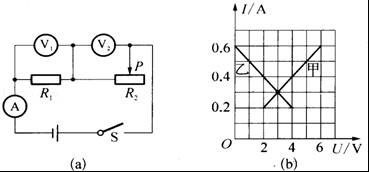 V₁ V₂
P
A R₁ R₂
S
(a)
I/A
0.6
乙 甲
0.4
0.2
O 2 4 6 U/V
(b)